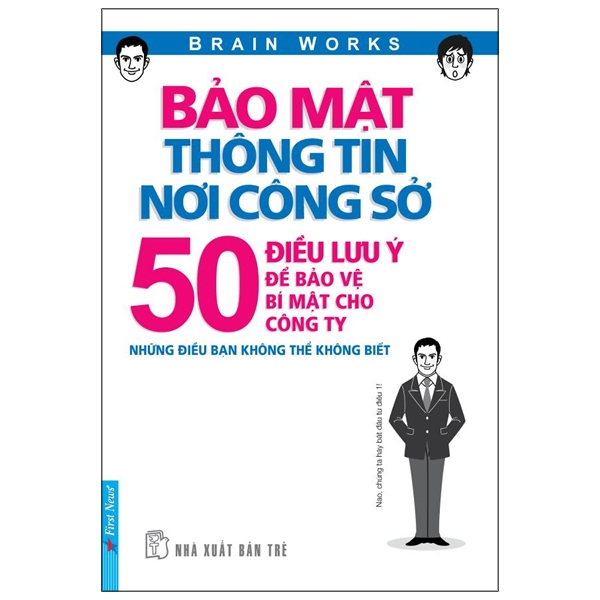 BRAIN WORKS
BẢO MẬT
THÔNG TIN
NƠI CÔNG SỞ
50 ĐIỀU LƯU Ý
ĐỂ BẢO VỆ
BÍ MẬT CHO
CÔNG TY
NHỮNG ĐIỀU BẠN KHÔNG THỂ KHÔNG BIẾT
Nào, chúng ta hãy bắt đầu từ điều 1!
First News
NHÀ XUẤT BẢN TRẺ